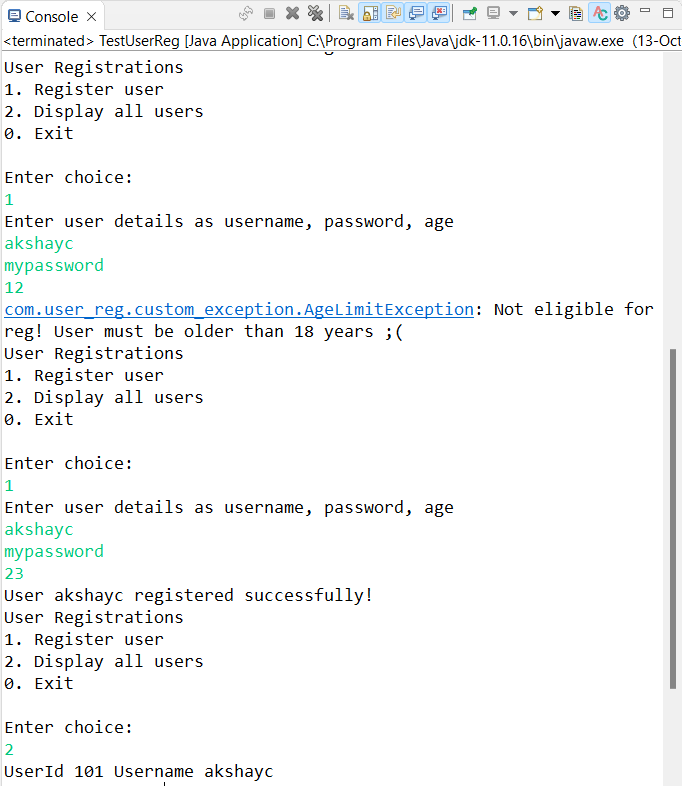 Console
<terminated> TestUserReg [Java Application] C:\Program Files\Java\jdk-11.0.16\bin\javaw.exe (13-Oct
User Registrations
1. Register user
2. Display all users
0. Exit
Enter choice:
1
Enter user details as username, password, age
akshayc
mypassword
12
com.user_reg.custom_exception.AgeLimitException: Not eligible for
reg! User must be older than 18 years ;(
User Registrations
1. Register user
2. Display all users
0. Exit
Enter choice:
1
Enter user details as username, password, age
akshayc
mypassword
23
User akshayc registered successfully!
User Registrations
1. Register user
2. Display all users
0. Exit
Enter choice:
2
UserId 101 Username akshayc